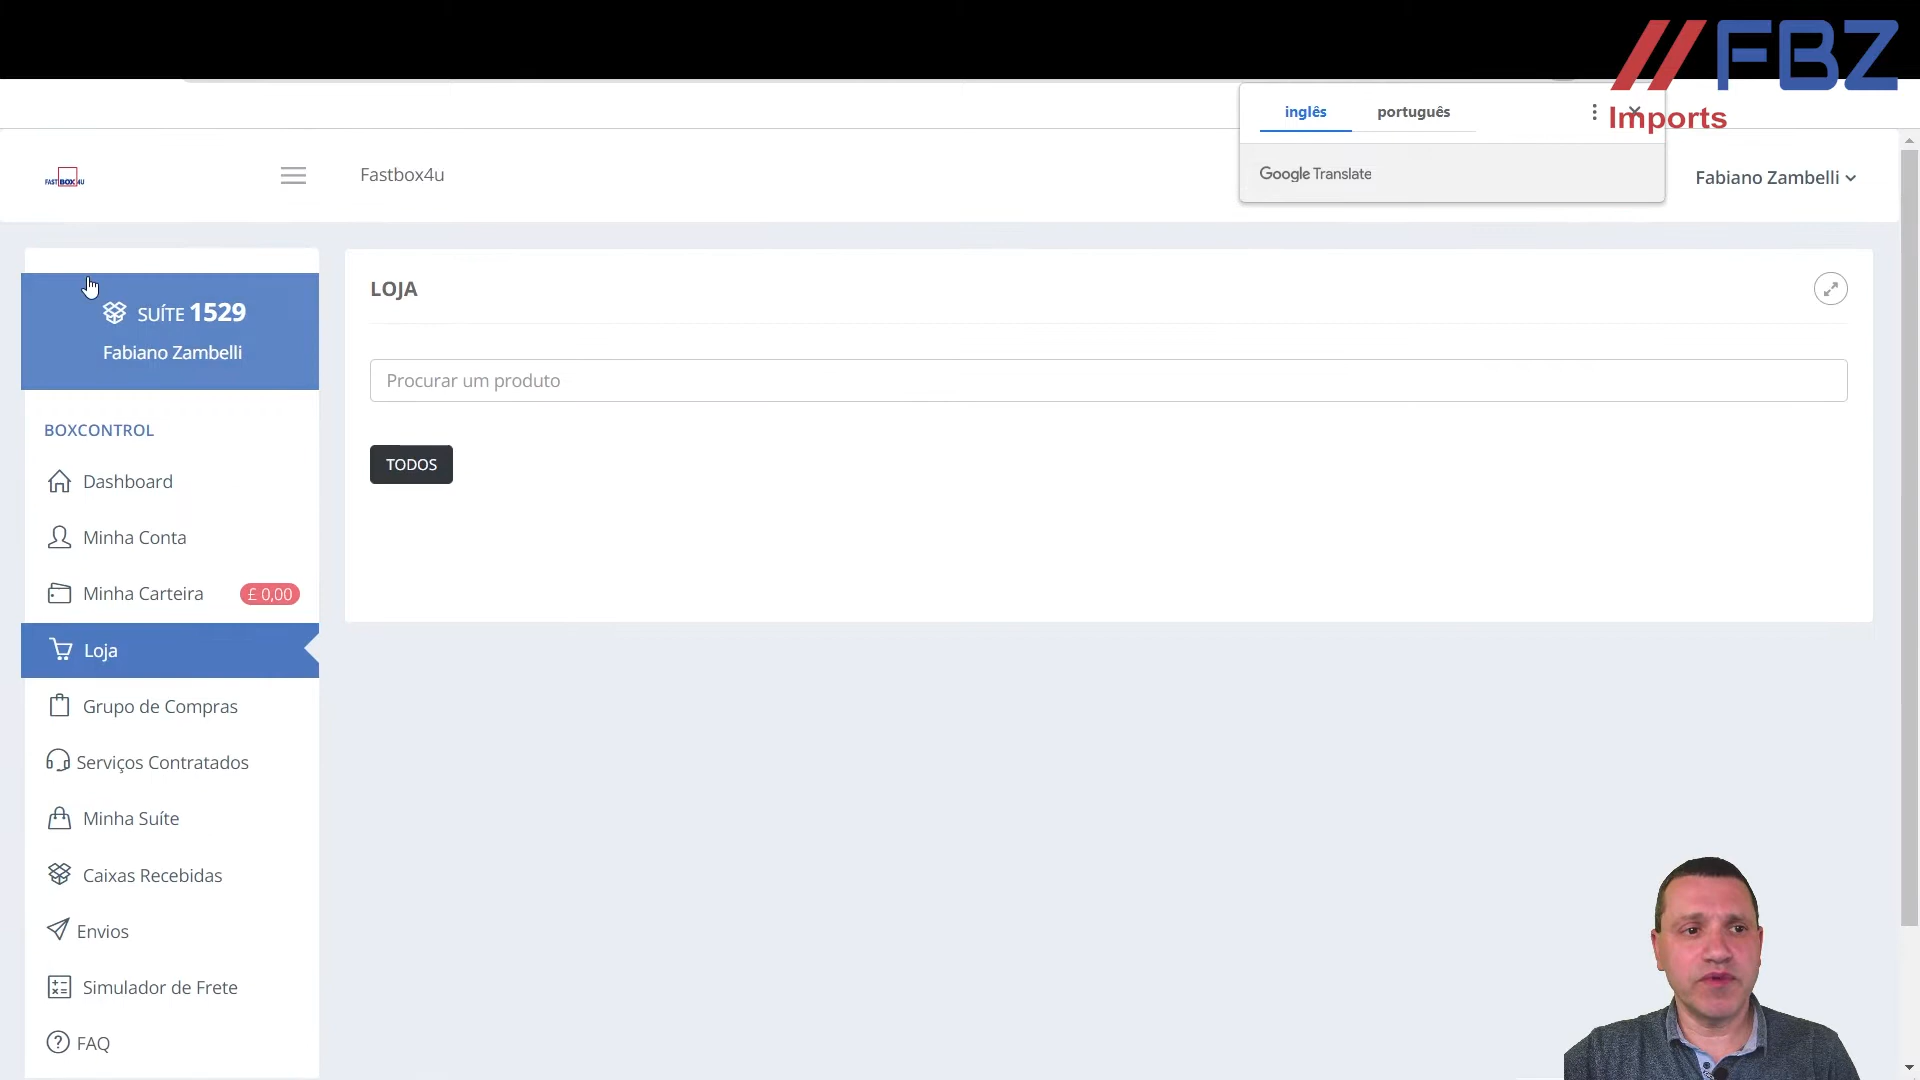 FBZ
Imports
inglês português
Google Translate
FASTBOX4U
Fastbox4u
Fabiano Zambelli
SUÍTE 1529
Fabiano Zambelli
BOXCONTROL
Dashboard
Minha Conta
Minha Carteira £ 0,00
Loja
Grupo de Compras
Serviços Contratados
Minha Suíte
Caixas Recebidas
Envios
Simulador de Frete
FAQ
LOJA
Procurar um produto
TODOS